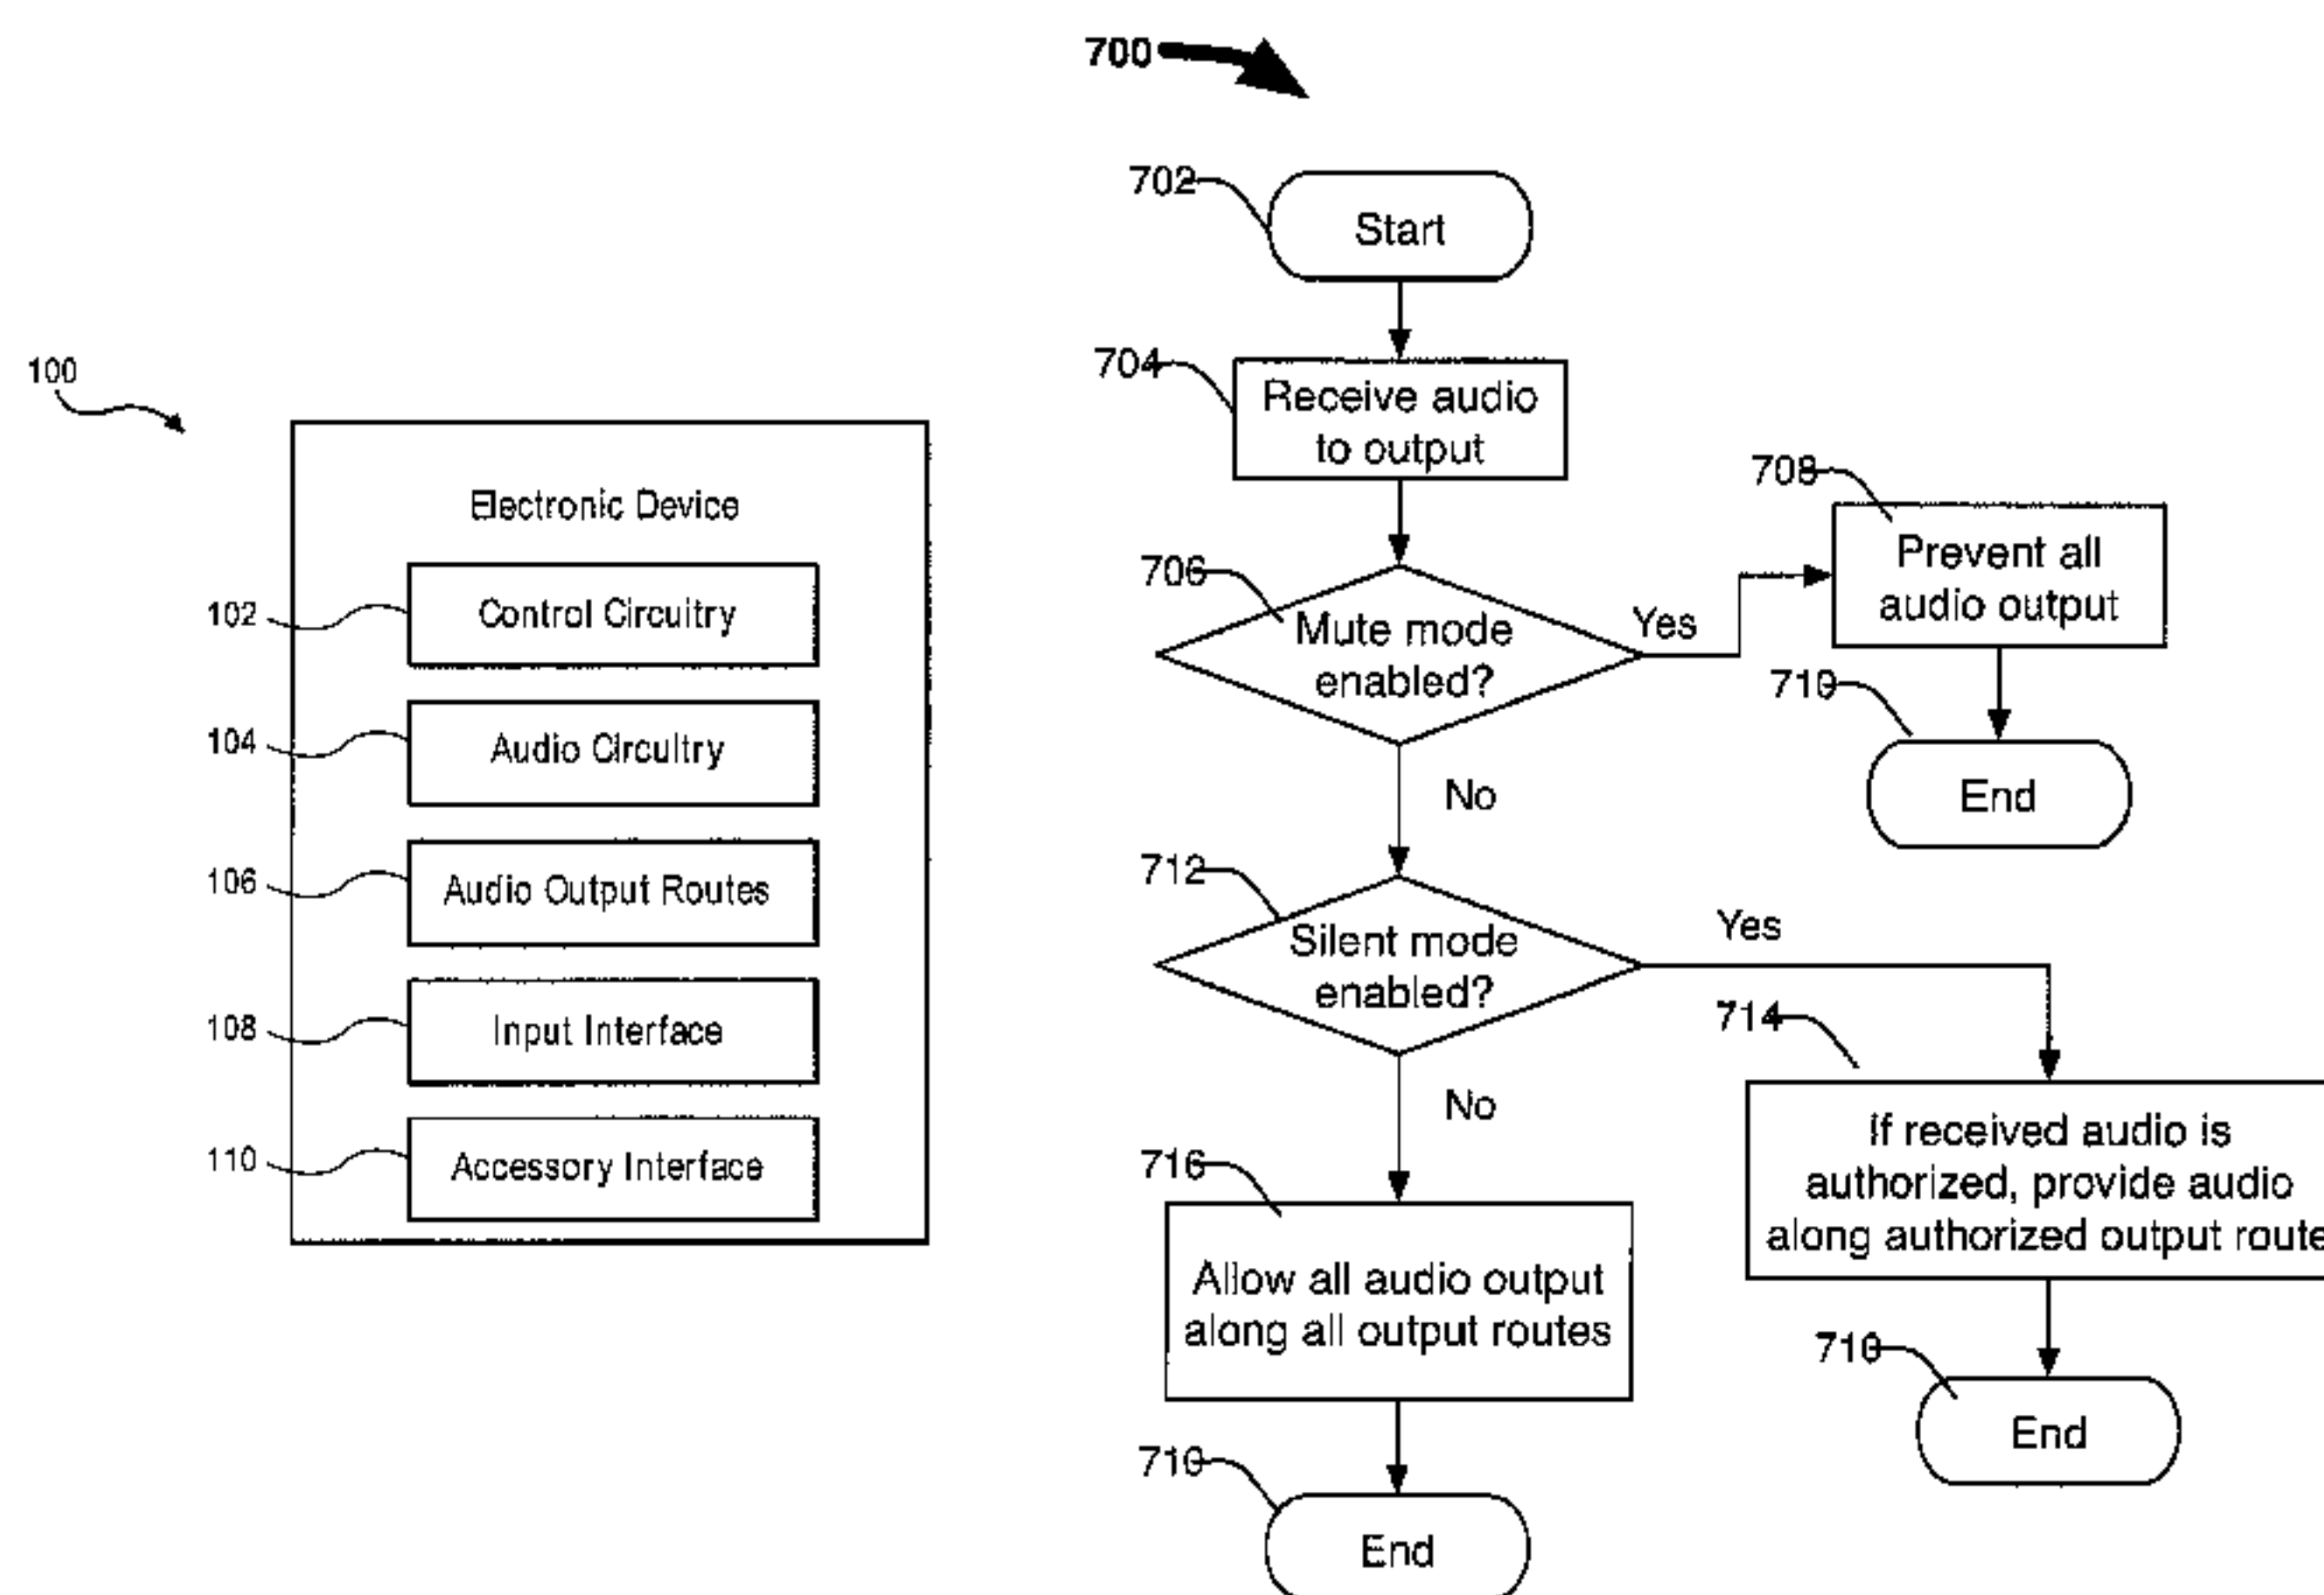 100
Electronic Device
102
Control Circuitry
104
Audio Circuitry
106
Audio Output Routes
108
Input Interface
110
Accessory Interface
700
702
Start
704
Receive audio
to output
706
Mute mode
enabled?
Yes
708
Prevent all
audio output
710
End
No
712
Silent mode
enabled?
Yes
714
If received audio is
authorized, provide audio
along authorized output route
710
End
No
716
Allow all audio output
along all output routes
710
End